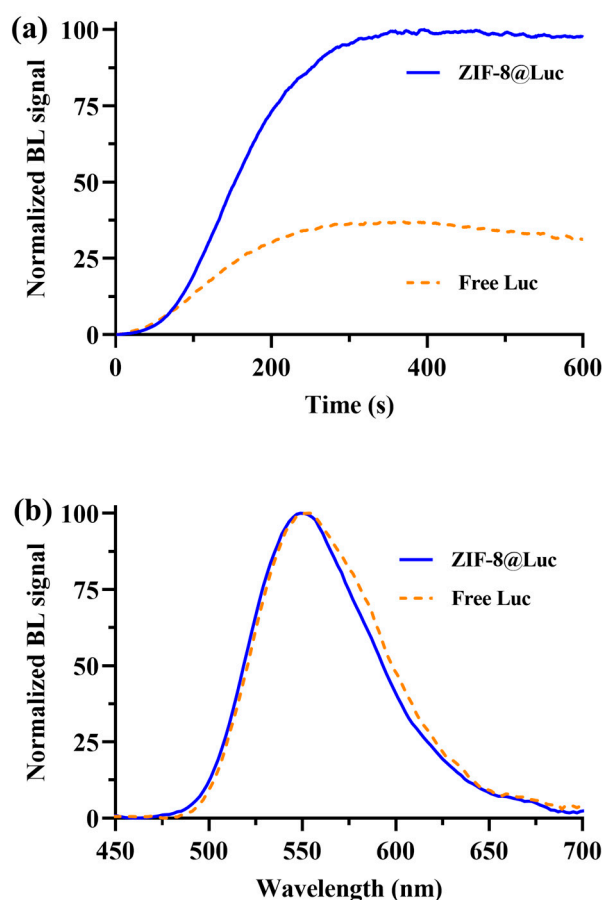 (a)
Normalized BL signal
100
75
50
25
0
ZIF-8@Luc
Free Luc
0
200
400
600
Time (s)
(b)
Normalized BL signal
100
75
50
25
0
ZIF-8@Luc
Free Luc
450
500
550
600
650
700
Wavelength (nm)